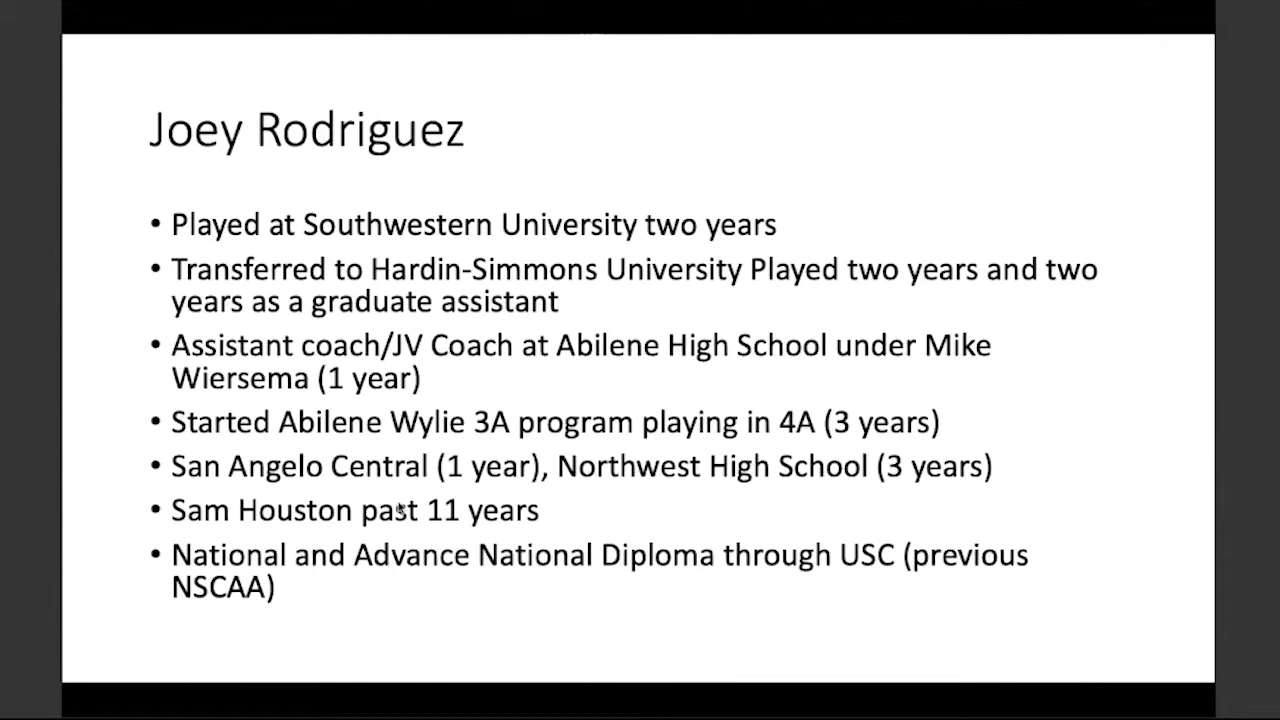 Joey Rodriguez
• Played at Southwestern University two years
• Transferred to Hardin-Simmons University Played two years and two
years as a graduate assistant
• Assistant coach/JV Coach at Abilene High School under Mike
Wiersema (1 year)
• Started Abilene Wylie 3A program playing in 4A (3 years)
• San Angelo Central (1 year), Northwest High School (3 years)
• Sam Houston past 11 years
• National and Advance National Diploma through USC (previous
NSCAA)